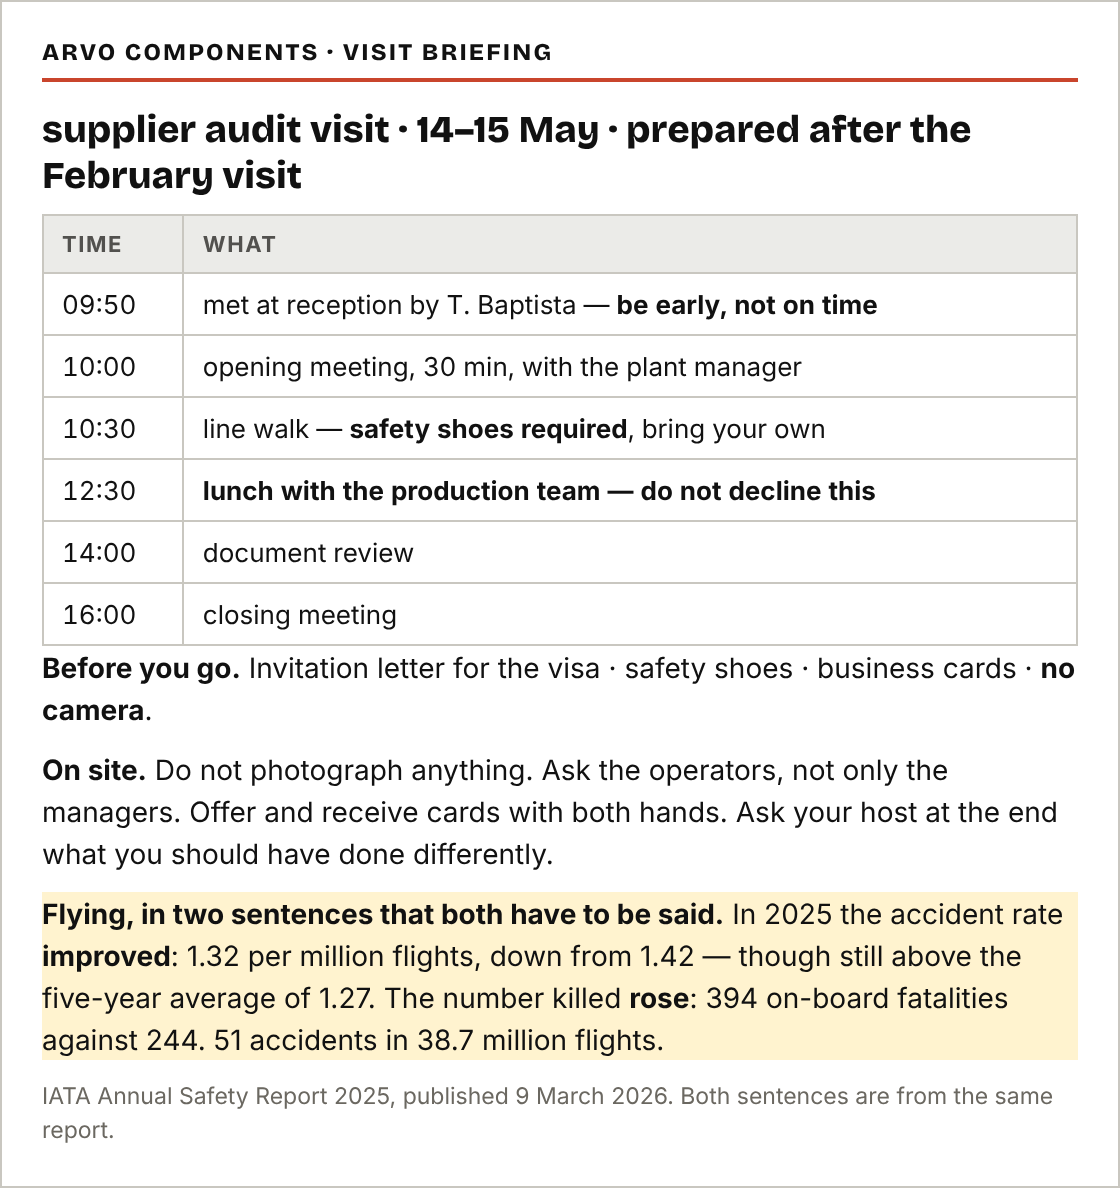 ARVO COMPONENTS · VISIT BRIEFING
supplier audit visit · 14–15 May · prepared after the
February visit
TIME WHAT
09:50 met at reception by T. Baptista — be early, not on time
10:00 opening meeting, 30 min, with the plant manager
10:30 line walk — safety shoes required, bring your own
12:30 lunch with the production team — do not decline this
14:00 document review
16:00 closing meeting
Before you go. Invitation letter for the visa · safety shoes · business cards · no
camera.
On site. Do not photograph anything. Ask the operators, not only the
managers. Offer and receive cards with both hands. Ask your host at the end
what you should have done differently.
Flying, in two sentences that both have to be said. In 2025 the accident rate
improved: 1.32 per million flights, down from 1.42 — though still above the
five-year average of 1.27. The number killed rose: 394 on-board fatalities
against 244. 51 accidents in 38.7 million flights.
IATA Annual Safety Report 2025, published 9 March 2026. Both sentences are from the same
report.